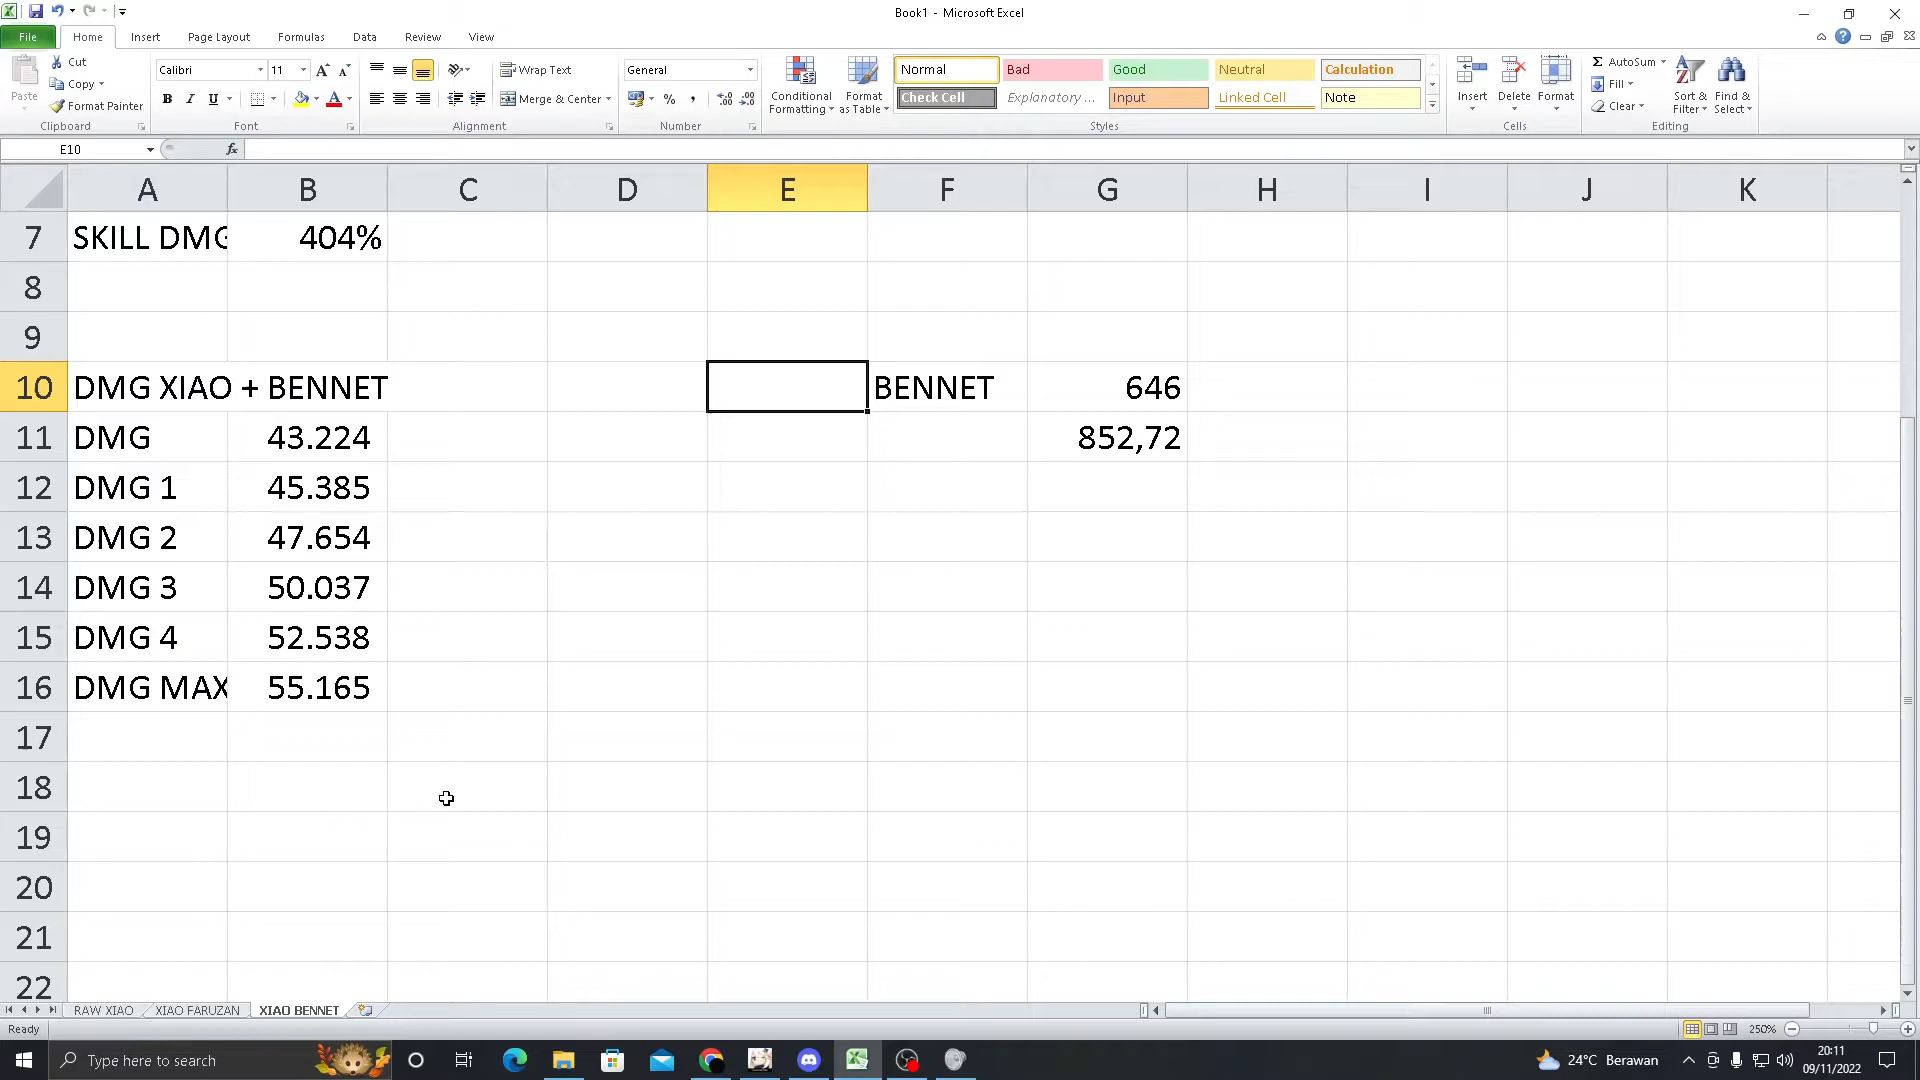 Book1 - Microsoft Excel
File Home Insert Page Layout Formulas Data Review View
Paste
Cut
Copy
Format Painter
Clipboard
Calibri 11
B I U
Font
Wrap Text
Merge & Center
Alignment
General
% ,
Number
Conditional Formatting
Format as Table
Normal Bad Good Neutral Calculation
Check Cell Explanatory ... Input Linked Cell Note
Styles
Insert Delete Format
Cells
Σ AutoSum
Fill
Clear
Sort & Filter
Find & Select
Editing
E10 fx
A B C D E F G H I J K
7 SKILL DMG 404%
8
9
10 DMG XIAO + BENNET BENNET 646
11 DMG 43.224 852,72
12 DMG 1 45.385
13 DMG 2 47.654
14 DMG 3 50.037
15 DMG 4 52.538
16 DMG MAX 55.165
17
18
19
20
21
22
RAW XIAO XIAO FARUZAN XIAO BENNET
Ready 250%
Type here to search
24°C Berawan
20:11
09/11/2022